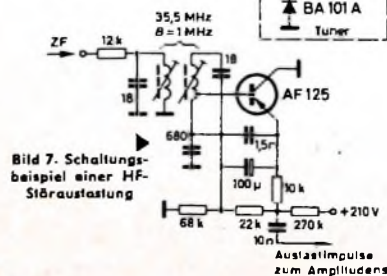 BA 101 A
Tuner
35,5 MHz
B = 1 MHz
ZF
12 k
18
18
AF 125
680
1,5 n
100 µ
10 k
Bild 7. Schaltungs-
beispiel einer HF-
Störaustastung
+210 V
68 k
22 k
270 k
10 n
Austastimpulse
zum Amplitudens